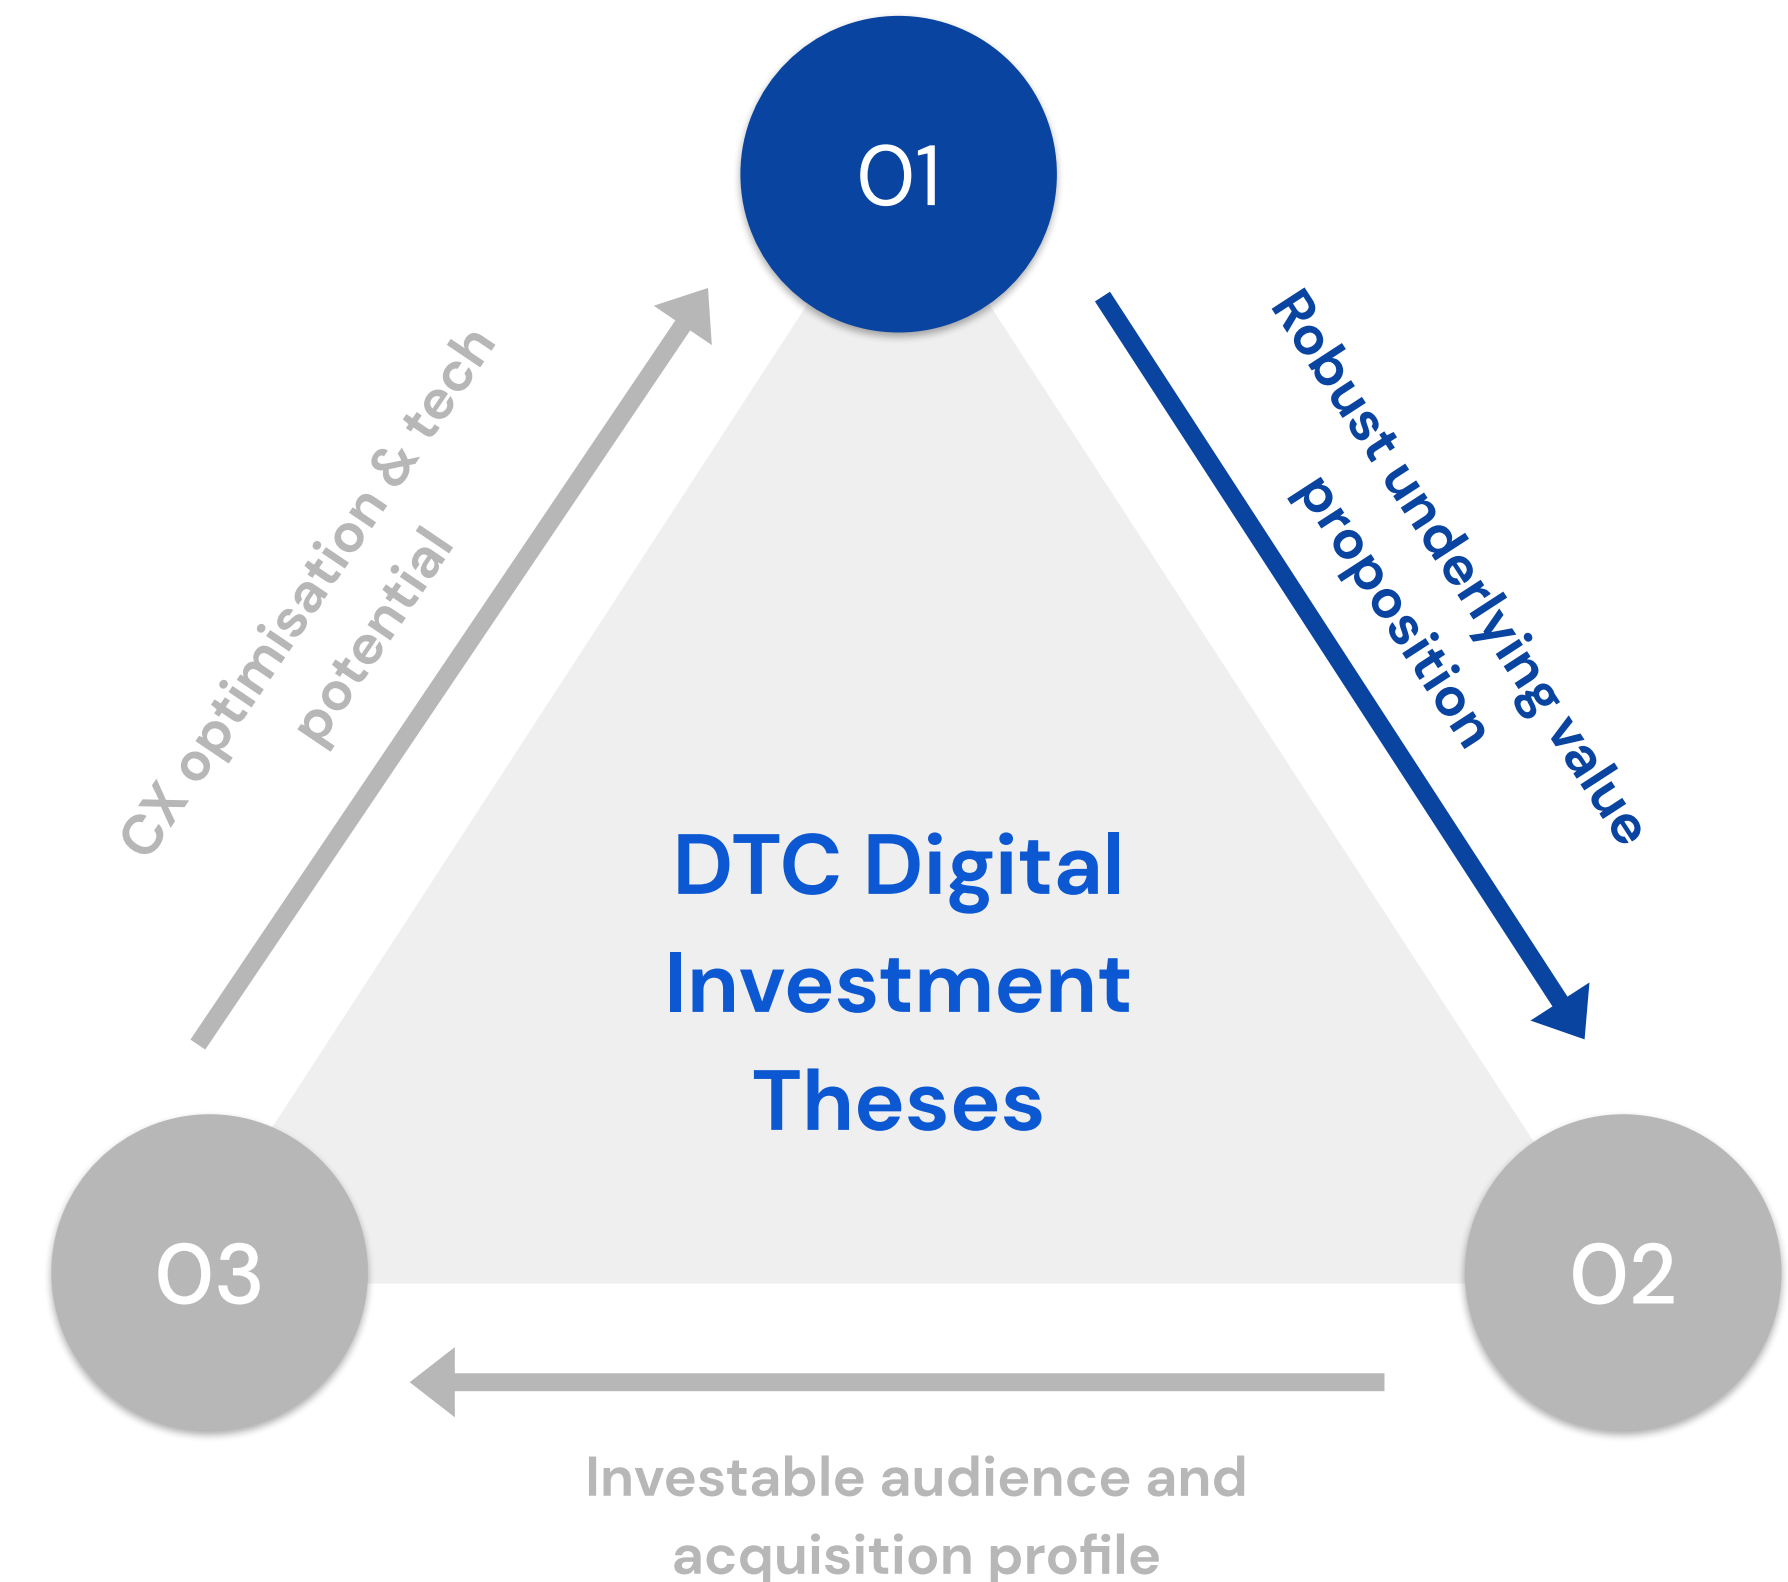 01
Robust underlying value
proposition
CX optimisation & tech
potential
DTC Digital
Investment
Theses
03
02
Investable audience and
acquisition profile